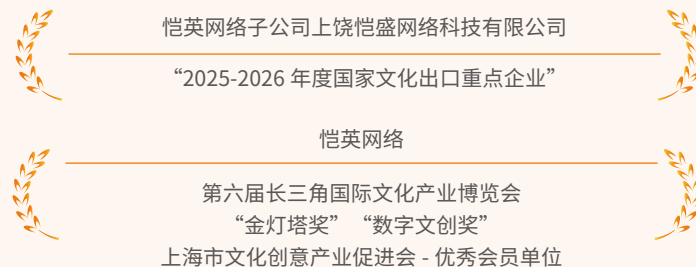 恺英网络子公司上饶恺盛网络科技有限公司
“2025-2026 年度国家文化出口重点企业”
恺英网络
第六届长三角国际文化产业博览会
“金灯塔奖” “数字文创奖”
上海市文化创意产业促进会 - 优秀会员单位